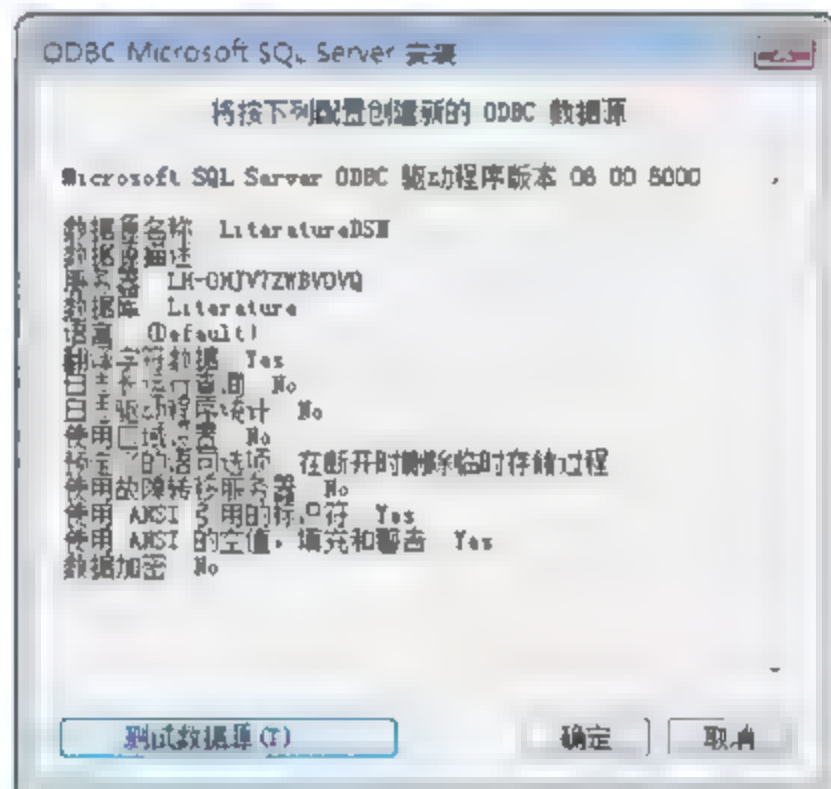 ODBC Microsoft SQL Server 安装
将按下列配置创建新的 ODBC 数据源
Microsoft SQL Server ODBC 驱动程序版本 06 00 6000
数据源名称 LiteratureDSN
数据源描述
服务器
数据库 Literature
语言 (Default)
翻译字符数据 Yes
日志长运行查询 No
日志驱动程序统计 No
使用区域设置 No
预定义的语句选项 在断开时删除临时存储过程
使用故障转移服务器 No
使用 ANSI 引用的标识符 Yes
使用 ANSI 的空值，填充和警告 Yes
数据加密 No
测试数据源(T)
确定
取消